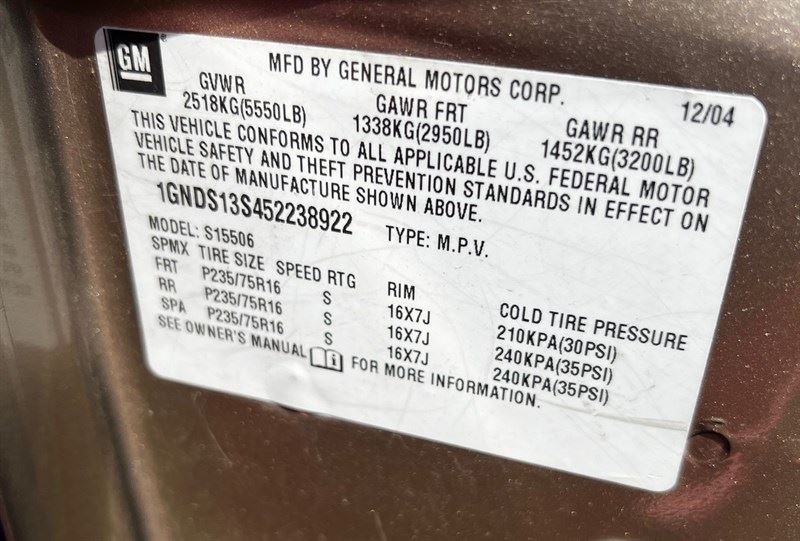 GM ®
MFD BY GENERAL MOTORS CORP. 12/04
GVWR GAWR FRT GAWR RR
2518KG(5550LB) 1338KG(2950LB) 1452KG(3200LB)
THIS VEHICLE CONFORMS TO ALL APPLICABLE U.S. FEDERAL MOTOR
VEHICLE SAFETY AND THEFT PREVENTION STANDARDS IN EFFECT ON
THE DATE OF MANUFACTURE SHOWN ABOVE.
1GNDS13S452238922 TYPE: M.P.V.
MODEL: S15506
SPMX TIRE SIZE SPEED RTG RIM COLD TIRE PRESSURE
FRT P235/75R16 S 16X7J 210KPA(30PSI)
RR P235/75R16 S 16X7J 240KPA(35PSI)
SPA P235/75R16 S 16X7J 240KPA(35PSI)
SEE OWNER'S MANUAL FOR MORE INFORMATION.